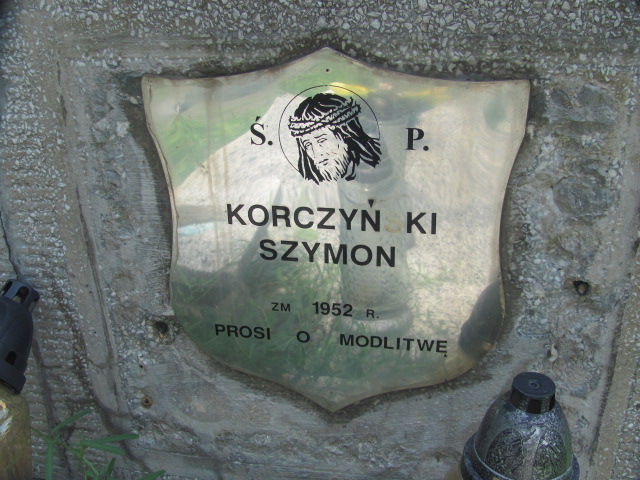 Ś. P.
KORCZYŃ KI
SZYMON
ZM 1952 R.
PROSI O MODLITWĘ